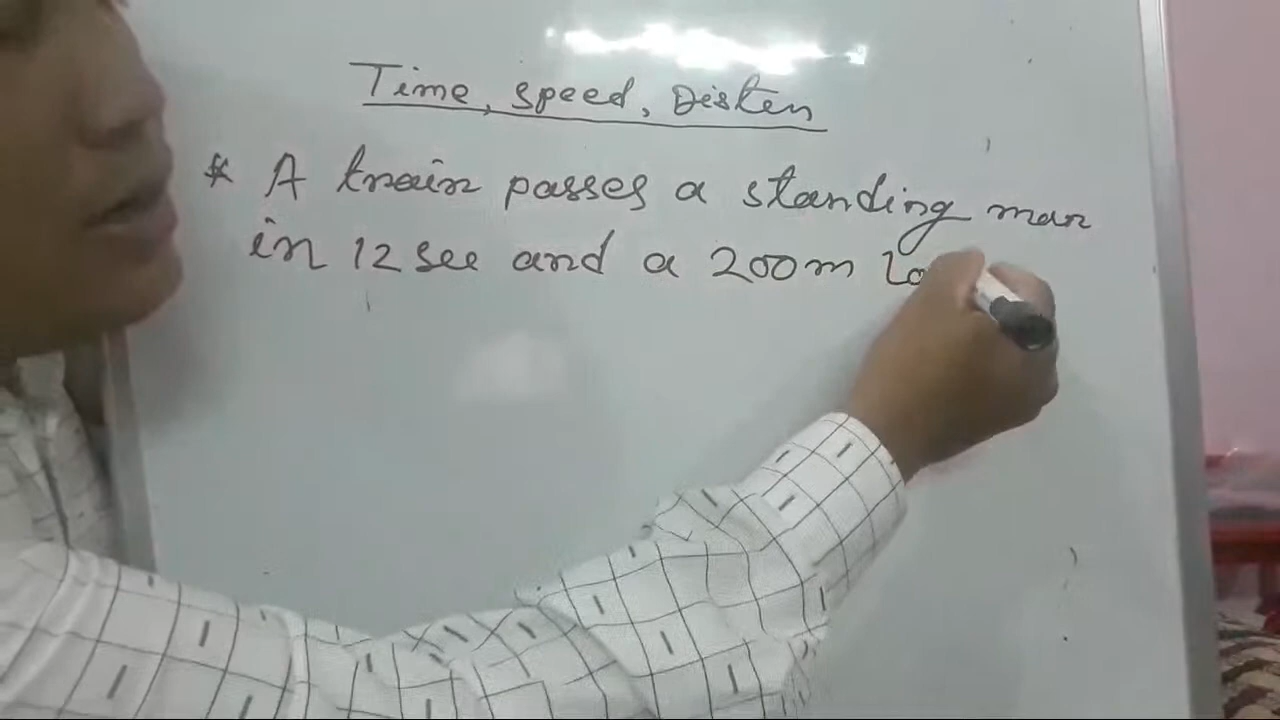 Time, speed, Disten
* A train passes a standing man
in 12 sec and a 200m